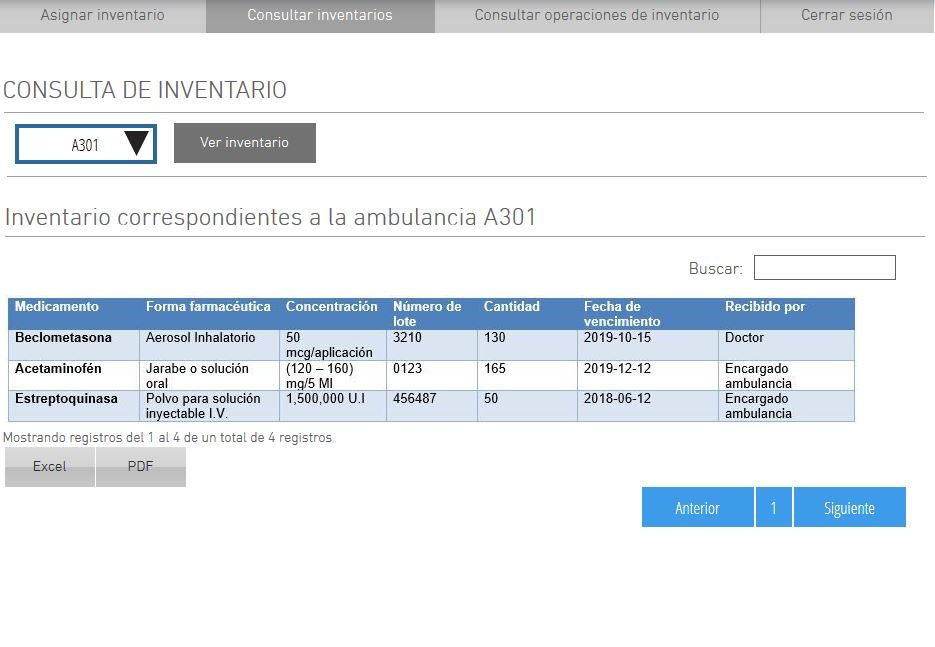 Asignar inventario Consultar inventarios Consultar operaciones de inventario Cerrar sesión
CONSULTA DE INVENTARIO
A301 Ver inventario
Inventario correspondientes a la ambulancia A301
Buscar:
Medicamento Forma farmacéutica Concentración Número de lote Cantidad Fecha de vencimiento Recibido por
Beclometasona Aerosol Inhalatorio 50 mcg/aplicación 3210 130 2019-10-15 Doctor
Acetaminofén Jarabe o solución oral (120 – 160) mg/5 Ml 0123 165 2019-12-12 Encargado ambulancia
Estreptoquinasa Polvo para solución inyectable I.V. 1,500,000 U.I 456487 50 2018-06-12 Encargado ambulancia
Mostrando registros del 1 al 4 de un total de 4 registros
Excel PDF
Anterior 1 Siguiente